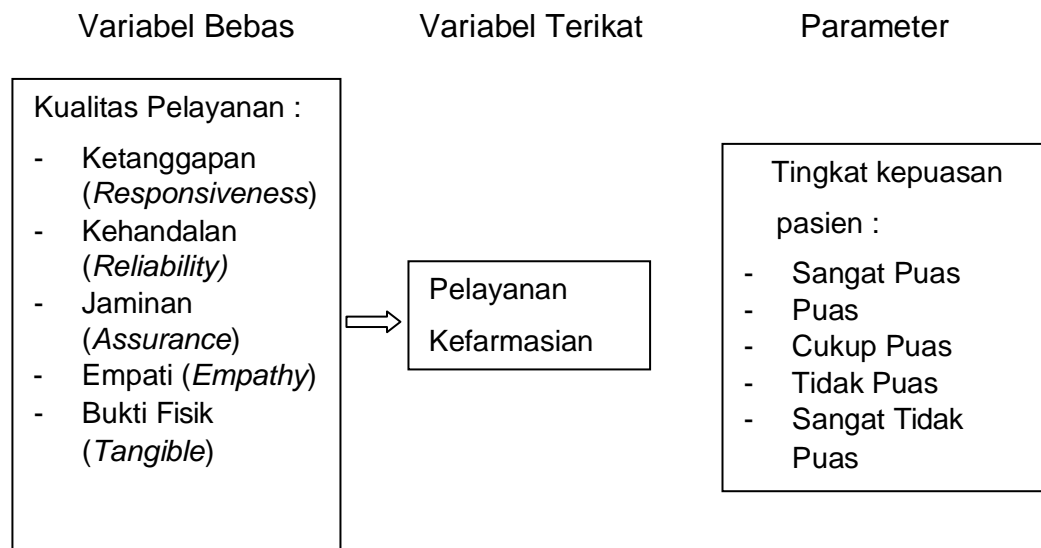 Variabel Bebas
Variabel Terikat
Parameter
Kualitas Pelayanan :
- Ketanggapan
(Responsiveness)
- Kehandalan
(Reliability)
- Jaminan
(Assurance)
- Empati (Empathy)
- Bukti Fisik
(Tangible)
Pelayanan
Kefarmasian
Tingkat kepuasan
pasien :
- Sangat Puas
- Puas
- Cukup Puas
- Tidak Puas
- Sangat Tidak
Puas